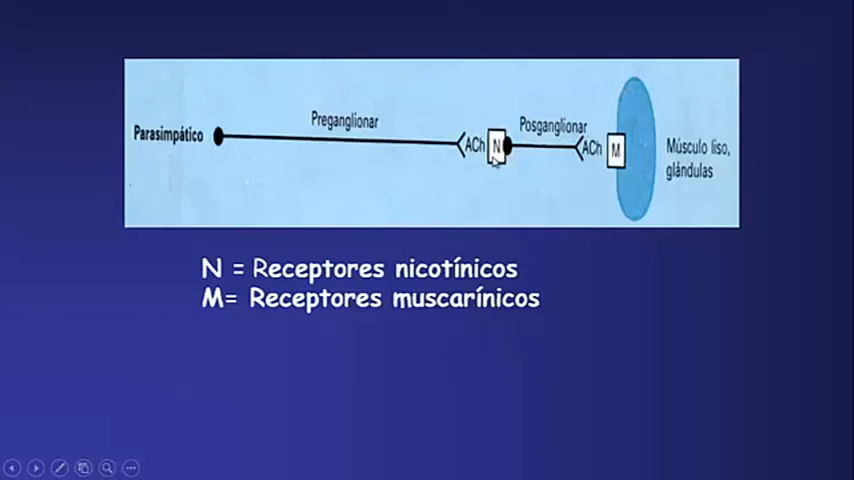 Parasimpático
Preganglionar
ACh
N
Posganglionar
ACh
M
Músculo liso,
glándulas
N = Receptores nicotínicos
M= Receptores muscarínicos